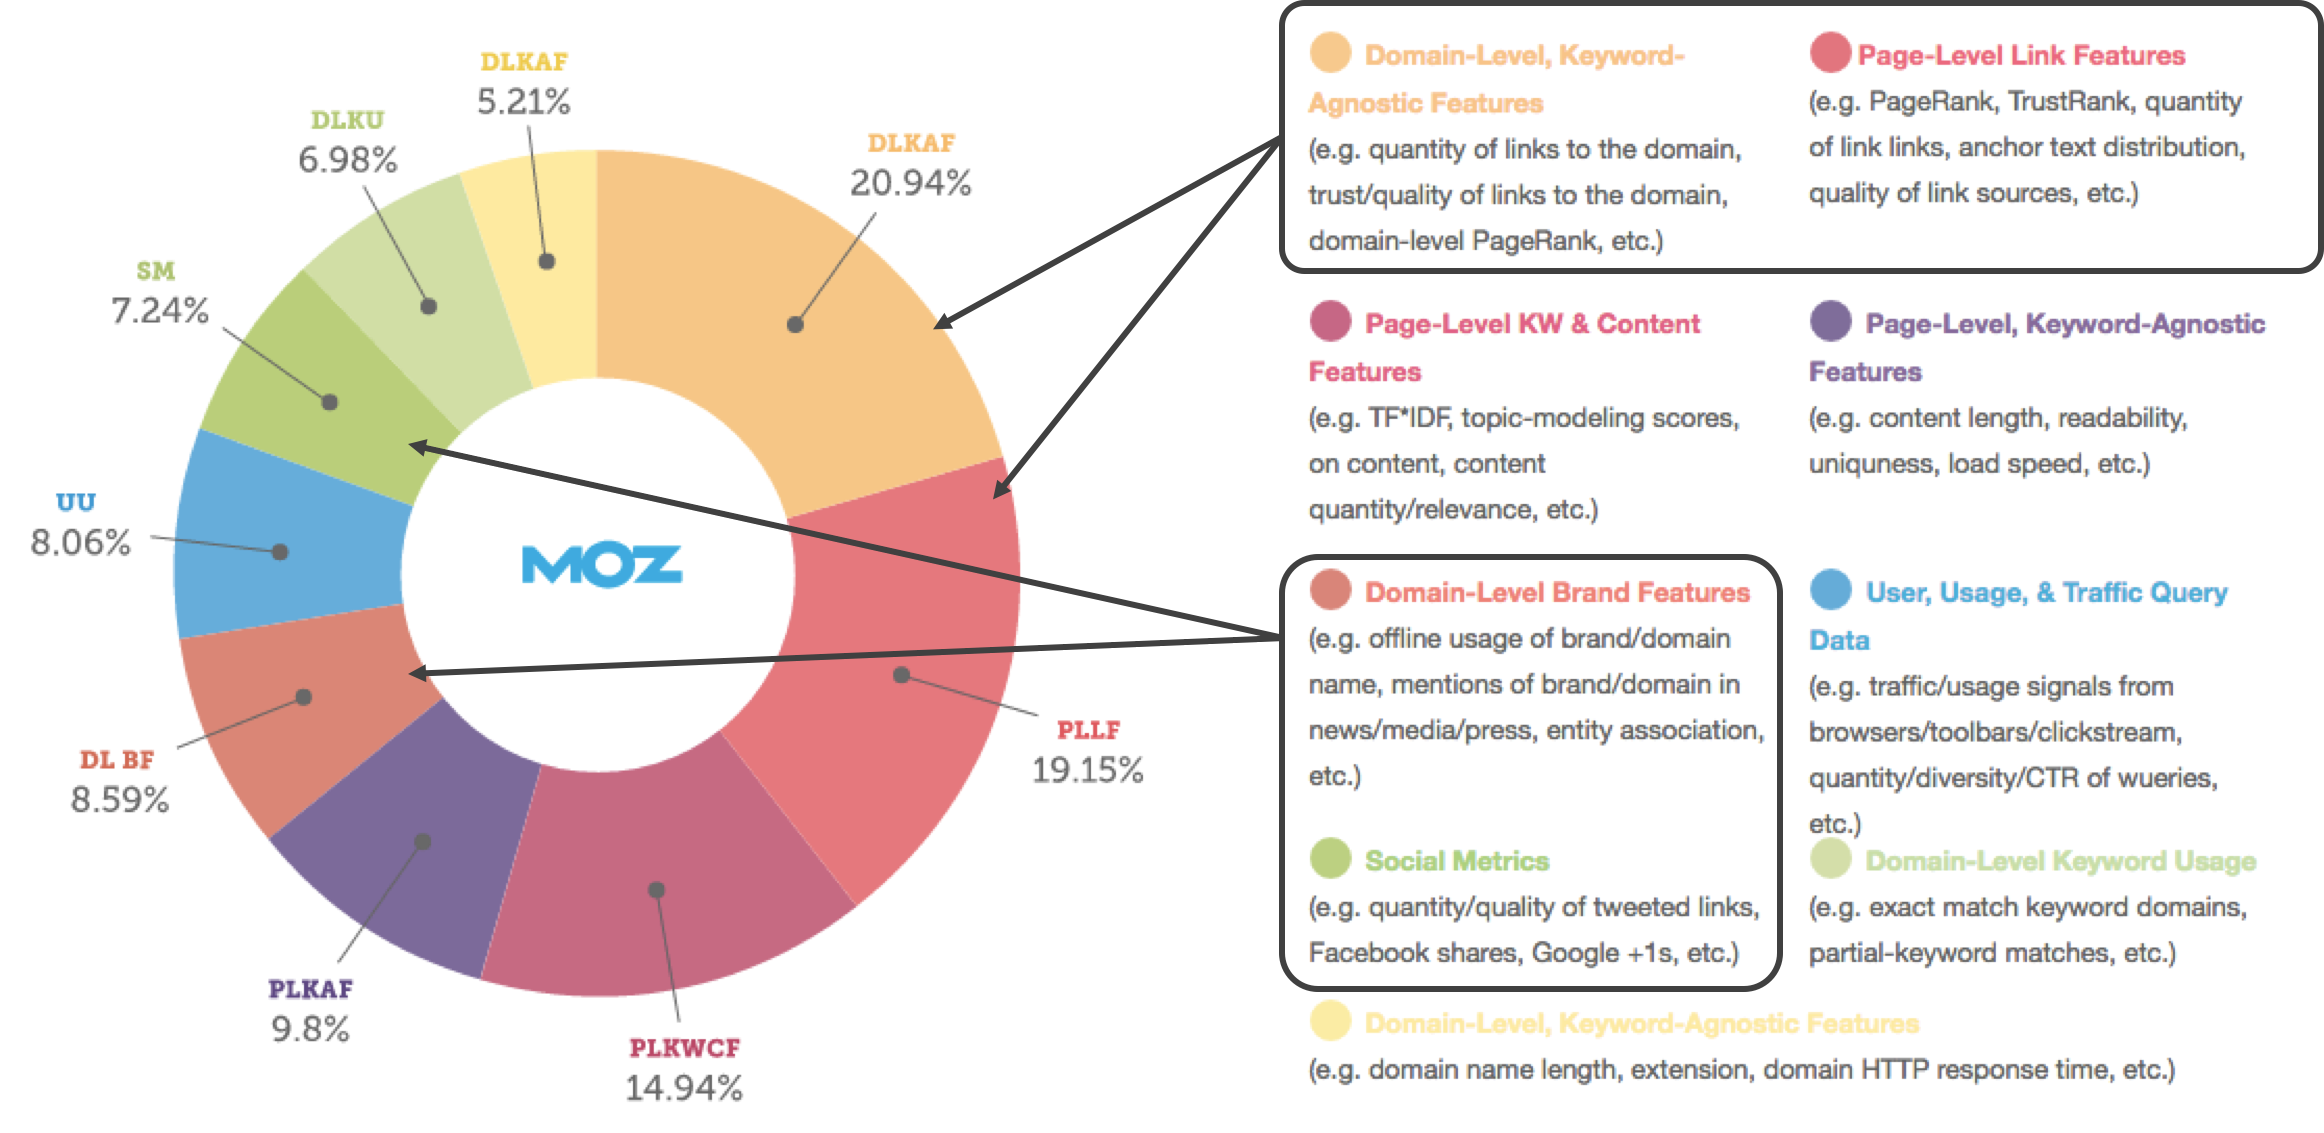 DLKAF
5.21%
DLKU
6.98%
DLKAF
20.94%
SM
7.24%
UU
8.06%
MOZ
DL BF
8.59%
PLLF
19.15%
PLKAF
9.8%
PLKWCF
14.94%
Domain-Level, Keyword-
Agnostic Features
(e.g. quantity of links to the domain,
trust/quality of links to the domain,
domain-level PageRank, etc.)
Page-Level Link Features
(e.g. PageRank, TrustRank, quantity
of link links, anchor text distribution,
quality of link sources, etc.)
Page-Level KW & Content
Features
(e.g. TF*IDF, topic-modeling scores,
on content, content
quantity/relevance, etc.)
Page-Level, Keyword-Agnostic
Features
(e.g. content length, readability,
uniquness, load speed, etc.)
Domain-Level Brand Features
(e.g. offline usage of brand/domain
name, mentions of brand/domain in
news/media/press, entity association,
etc.)
User, Usage, & Traffic Query
Data
(e.g. traffic/usage signals from
browsers/toolbars/clickstream,
quantity/diversity/CTR of wueries,
etc.)
Social Metrics
(e.g. quantity/quality of tweeted links,
Facebook shares, Google +1s, etc.)
Domain-Level Keyword Usage
(e.g. exact match keyword domains,
partial-keyword matches, etc.)
Domain-Level, Keyword-Agnostic Features
(e.g. domain name length, extension, domain HTTP response time, etc.)